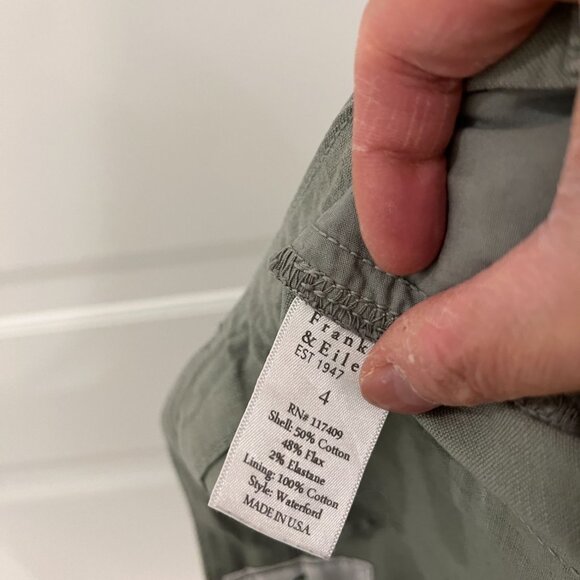 Frank
& Eile
EST 1947
4
RN# 117409
Shell: 50% Cotton
48% Flax
2% Elastane
Lining: 100% Cotton
Style: Waterford
MADE IN U.S.A.